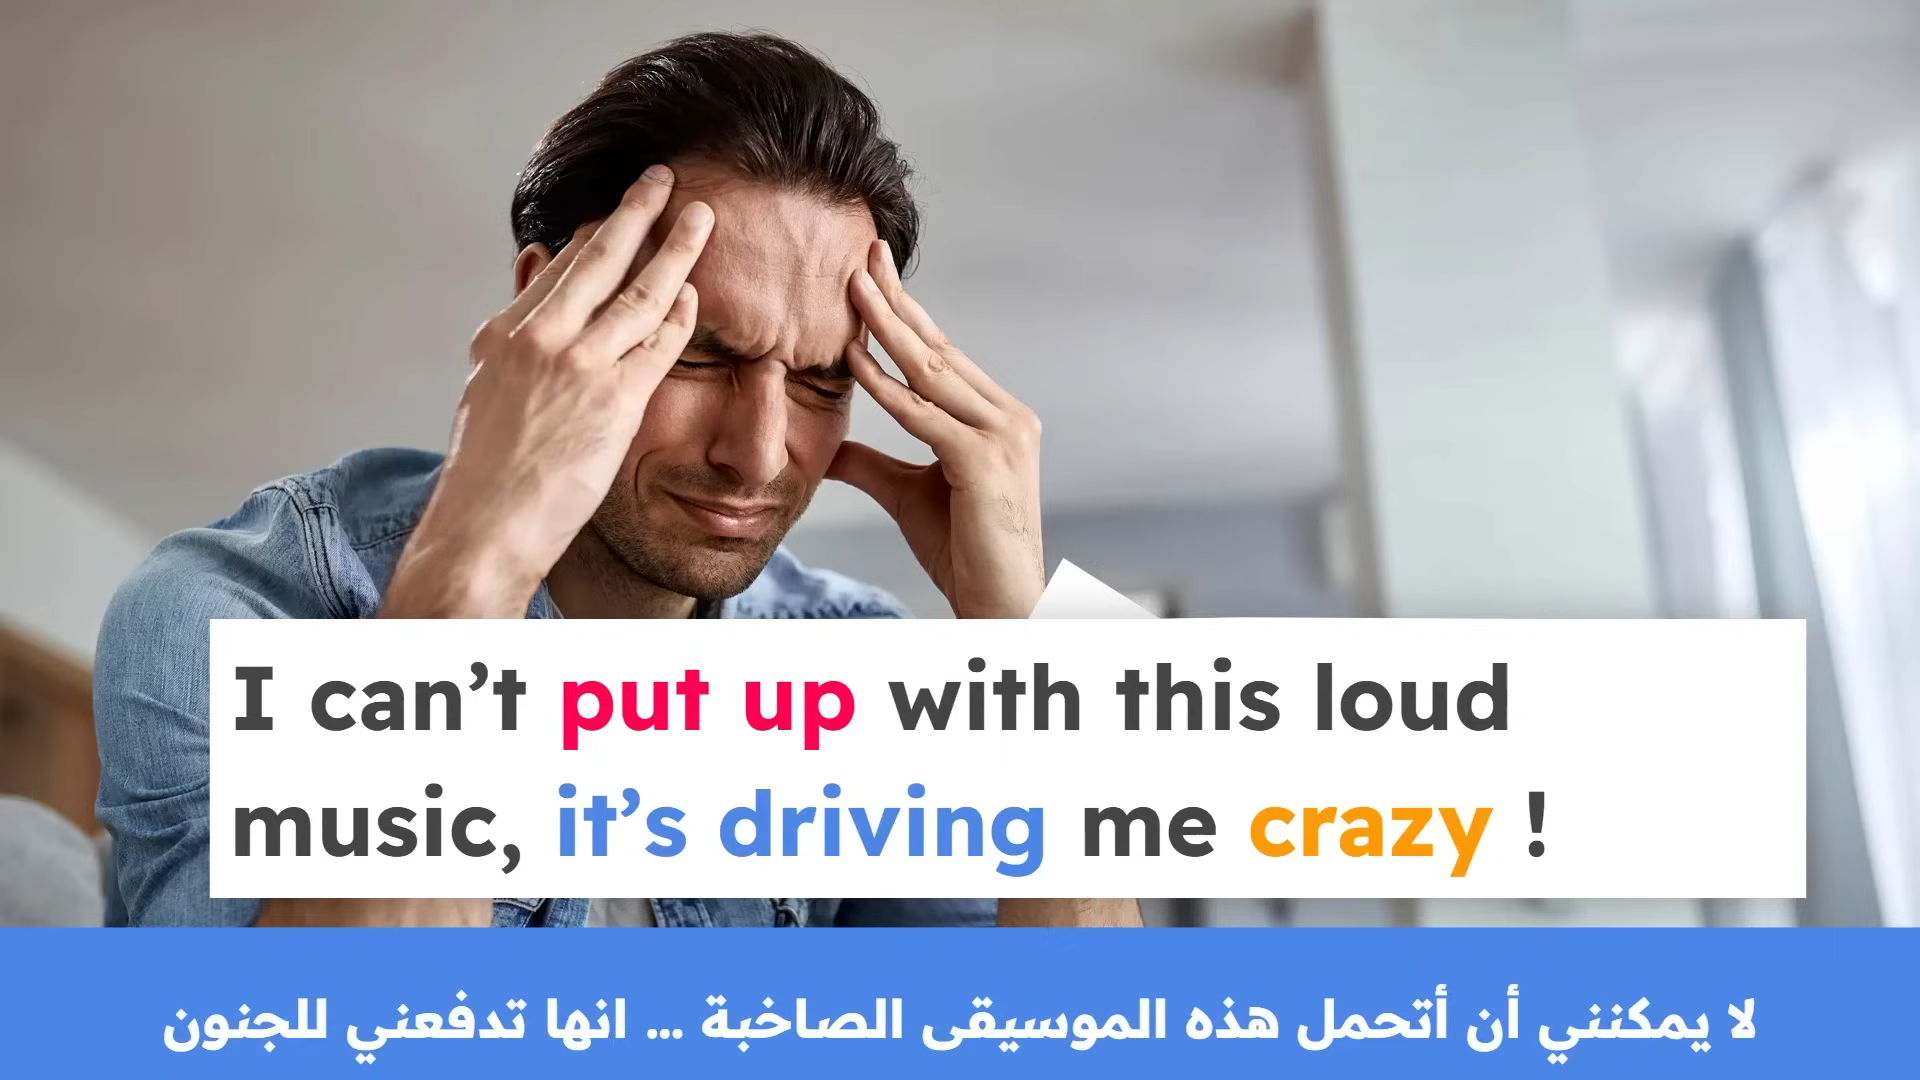 I can’t put up with this loud
music, it’s driving me crazy !
لا يمكنني أن أتحمل هذه الموسيقى الصاخبة ... انها تدفعني للجنون